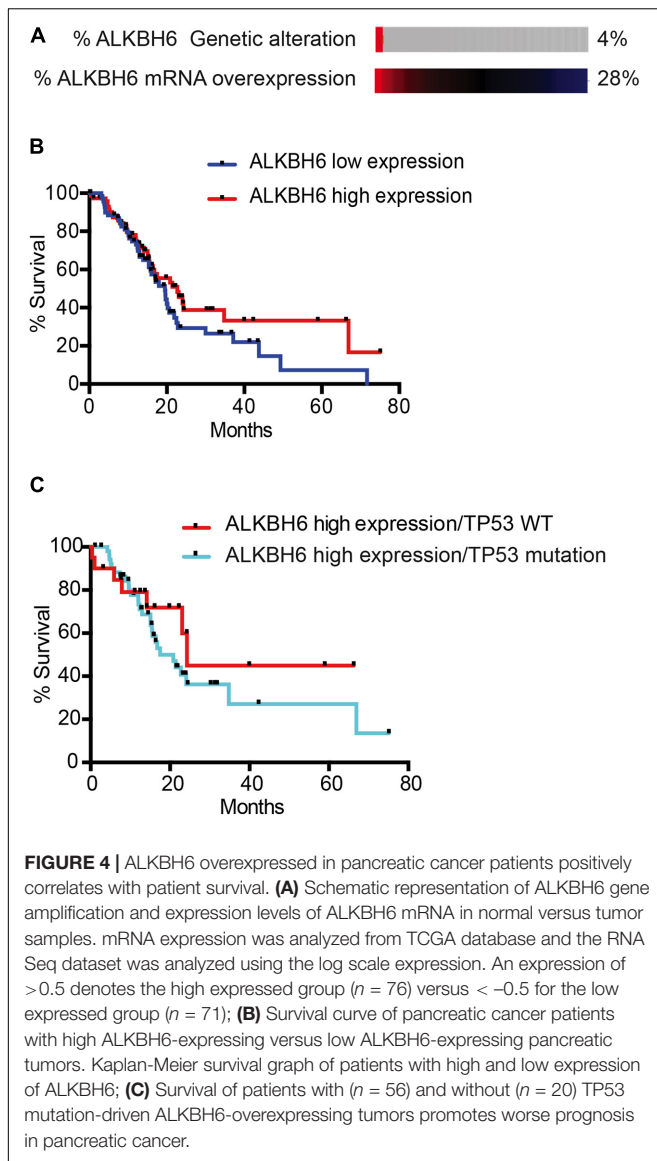 A
% ALKBH6 Genetic alteration 4%
% ALKBH6 mRNA overexpression 28%
B
ALKBH6 low expression
ALKBH6 high expression
100
80
60
40
20
0
% Survival
0 20 40 60 80
Months
C
ALKBH6 high expression/TP53 WT
ALKBH6 high expression/TP53 mutation
100
80
60
40
20
0
% Survival
0 20 40 60 80
Months
FIGURE 4 | ALKBH6 overexpressed in pancreatic cancer patients positively
correlates with patient survival. (A) Schematic representation of ALKBH6 gene
amplification and expression levels of ALKBH6 mRNA in normal versus tumor
samples. mRNA expression was analyzed from TCGA database and the RNA
Seq dataset was analyzed using the log scale expression. An expression of
>0.5 denotes the high expressed group (n = 76) versus < –0.5 for the low
expressed group (n = 71); (B) Survival curve of pancreatic cancer patients
with high ALKBH6-expressing versus low ALKBH6-expressing pancreatic
tumors. Kaplan-Meier survival graph of patients with high and low expression
of ALKBH6; (C) Survival of patients with (n = 56) and without (n = 20) TP53
mutation-driven ALKBH6-overexpressing tumors promotes worse prognosis
in pancreatic cancer.